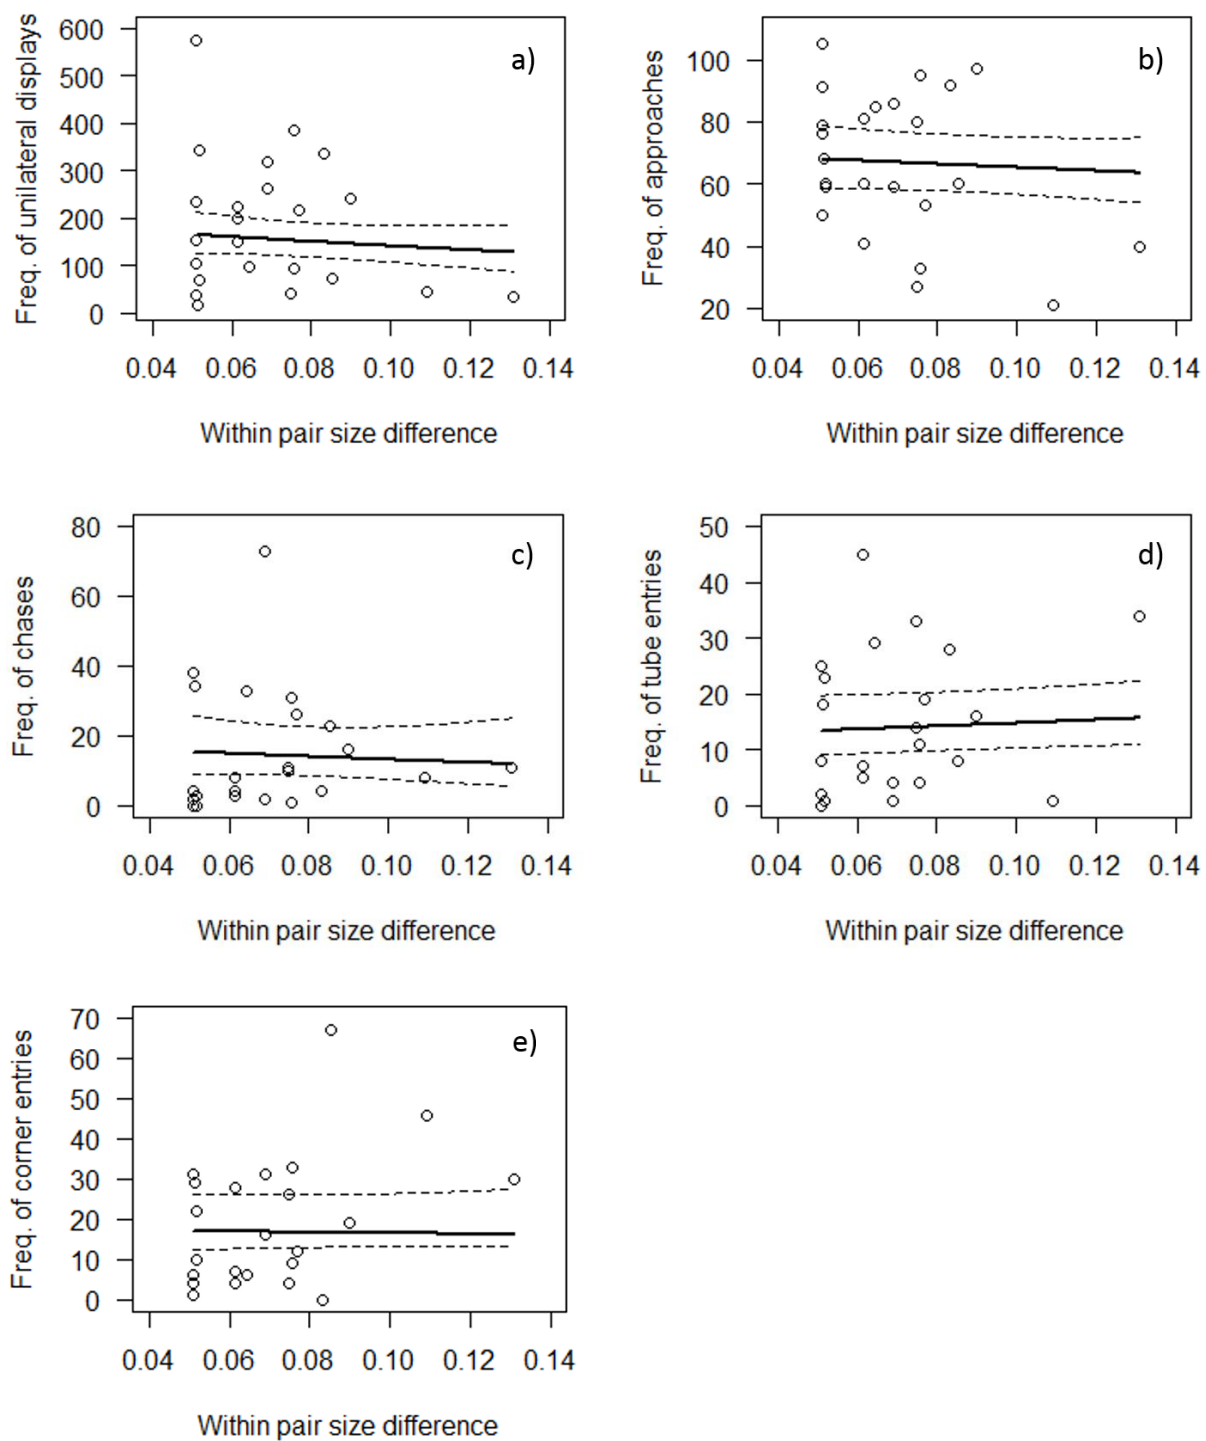 Freq. of unilateral displays
600
500
400
300
200
100
0
a)
0.04 0.06 0.08 0.10 0.12 0.14
Within pair size difference
Freq. of approaches
100
80
60
40
20
b)
0.04 0.06 0.08 0.10 0.12 0.14
Within pair size difference
Freq. of chases
80
60
40
20
0
c)
0.04 0.06 0.08 0.10 0.12 0.14
Within pair size difference
Freq. of tube entries
50
40
30
20
10
0
d)
0.04 0.06 0.08 0.10 0.12 0.14
Within pair size difference
Freq. of corner entries
70
60
50
40
30
20
10
0
e)
0.04 0.06 0.08 0.10 0.12 0.14
Within pair size difference